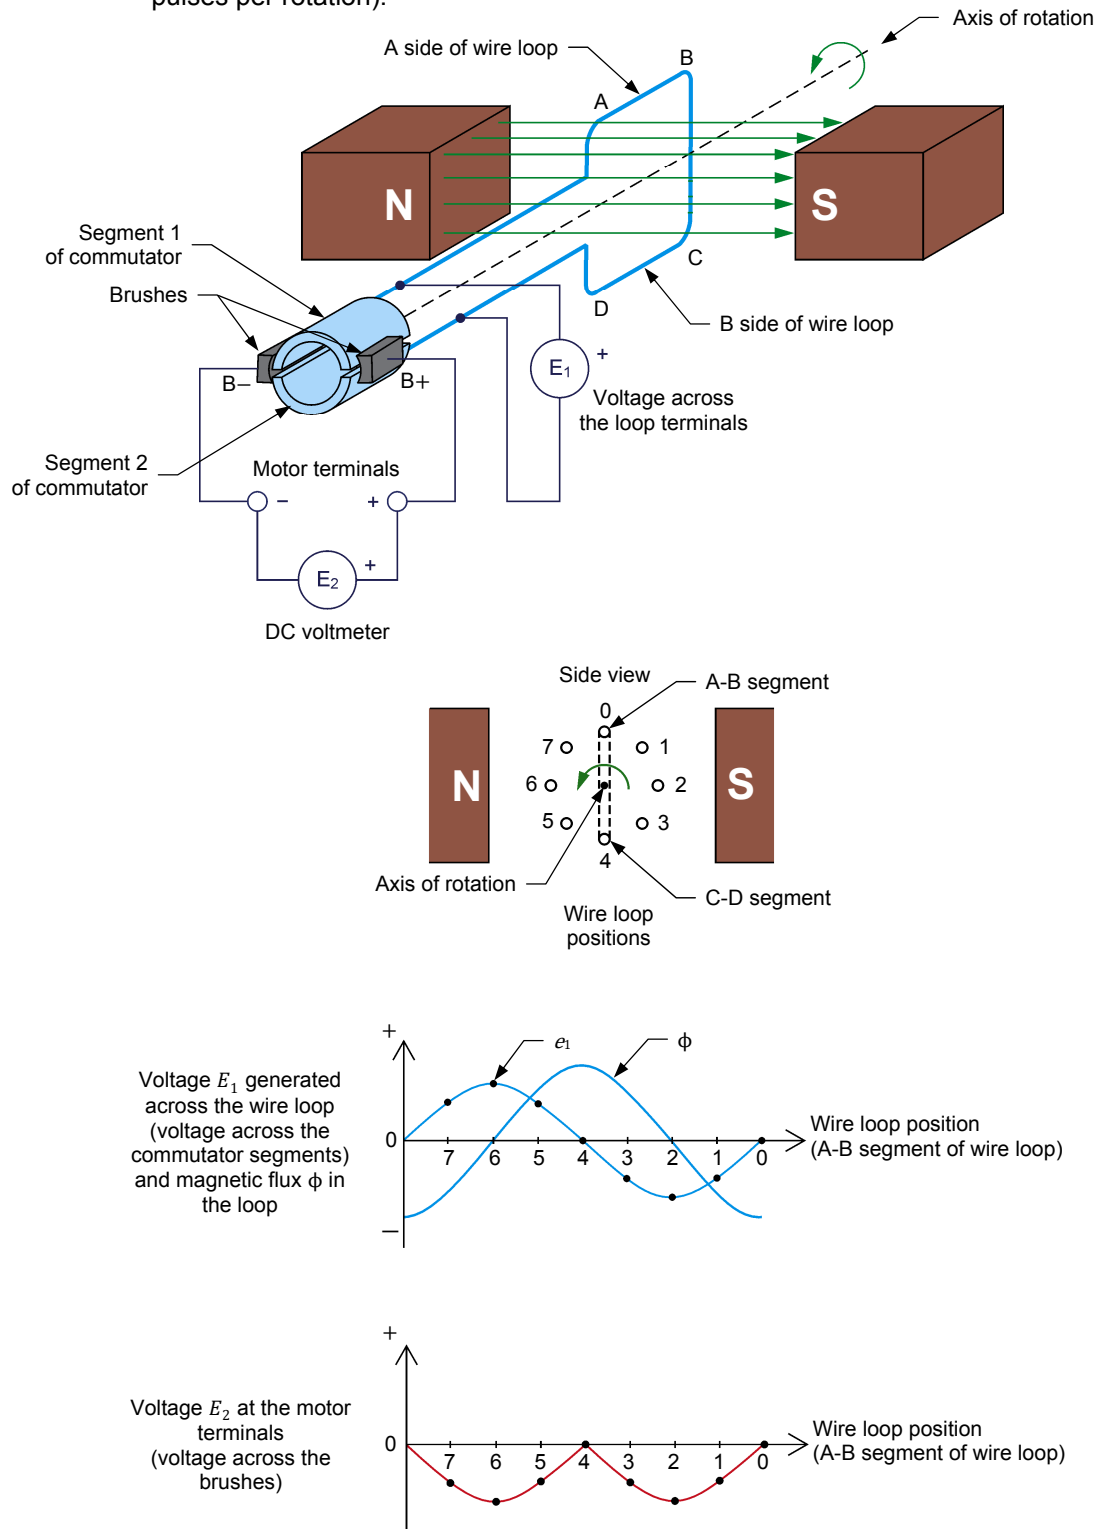 pulses per rotation).
Axis of rotation
A side of wire loop
B
A
N
S
Segment 1
of commutator
C
Brushes
D
B side of wire loop
E₁
+
B−
B+
Voltage across
the loop terminals
Segment 2
of commutator
Motor terminals
−
+
E₂
+
DC voltmeter
Side view
A-B segment
0
7
1
N
6
2
S
5
3
4
Axis of rotation
C-D segment
Wire loop
positions
+
e₁
ϕ
Voltage E₁ generated
across the wire loop
(voltage across the
commutator segments)
and magnetic flux ϕ in
the loop
0
7 6 5 4 3 2 1 0
Wire loop position
(A-B segment of wire loop)
−
+
Voltage E₂ at the motor
terminals
(voltage across the
brushes)
0
7 6 5 4 3 2 1 0
Wire loop position
(A-B segment of wire loop)